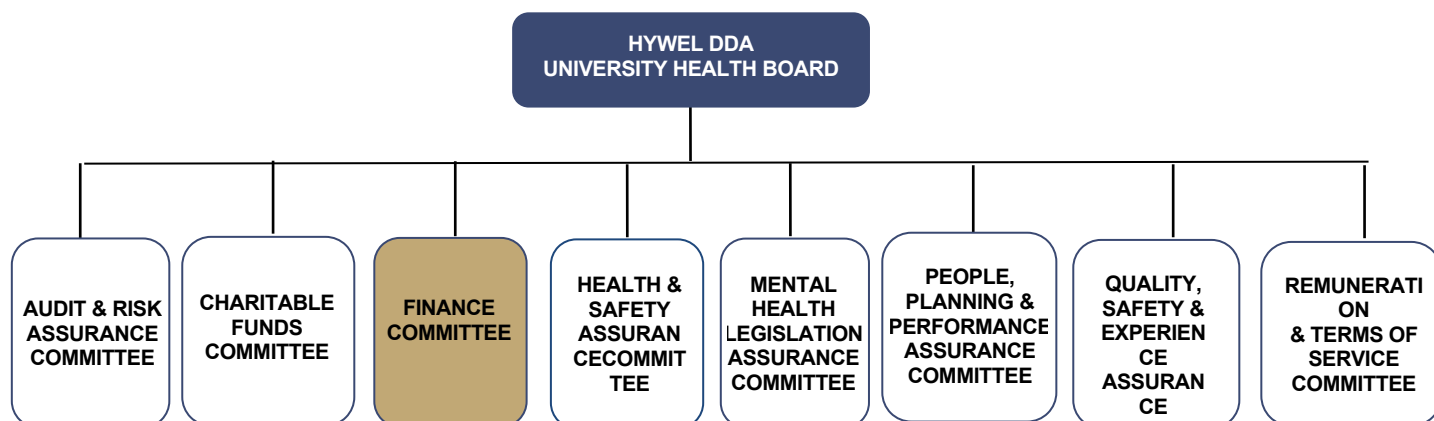 HYWEL DDA
UNIVERSITY HEALTH BOARD
AUDIT & RISK
ASSURANCE
COMMITTEE
CHARITABLE
FUNDS
COMMITTEE
FINANCE
COMMITTEE
HEALTH &
SAFETY
ASSURAN
CECOMMIT
TEE
MENTAL
HEALTH
LEGISLATION
ASSURANCE
COMMITTEE
PEOPLE,
PLANNING &
PERFORMANCE
ASSURANCE
COMMITTEE
QUALITY,
SAFETY &
EXPERIEN
CE
ASSURAN
CE
REMUNERATI
ON
& TERMS OF
SERVICE
COMMITTEE